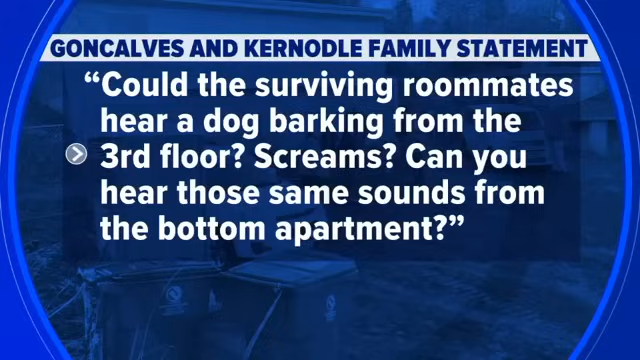 GONCALVES AND KERNODLE FAMILY STATEMENT
“Could the surviving roommates
hear a dog barking from the
3rd floor? Screams? Can you
hear those same sounds from
the bottom apartment?”